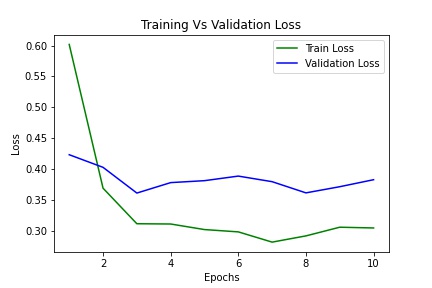 Training Vs Validation Loss
Train Loss
Validation Loss
0.60
0.55
0.50
0.45
0.40
0.35
0.30
Loss
2 4 6 8 10
Epochs